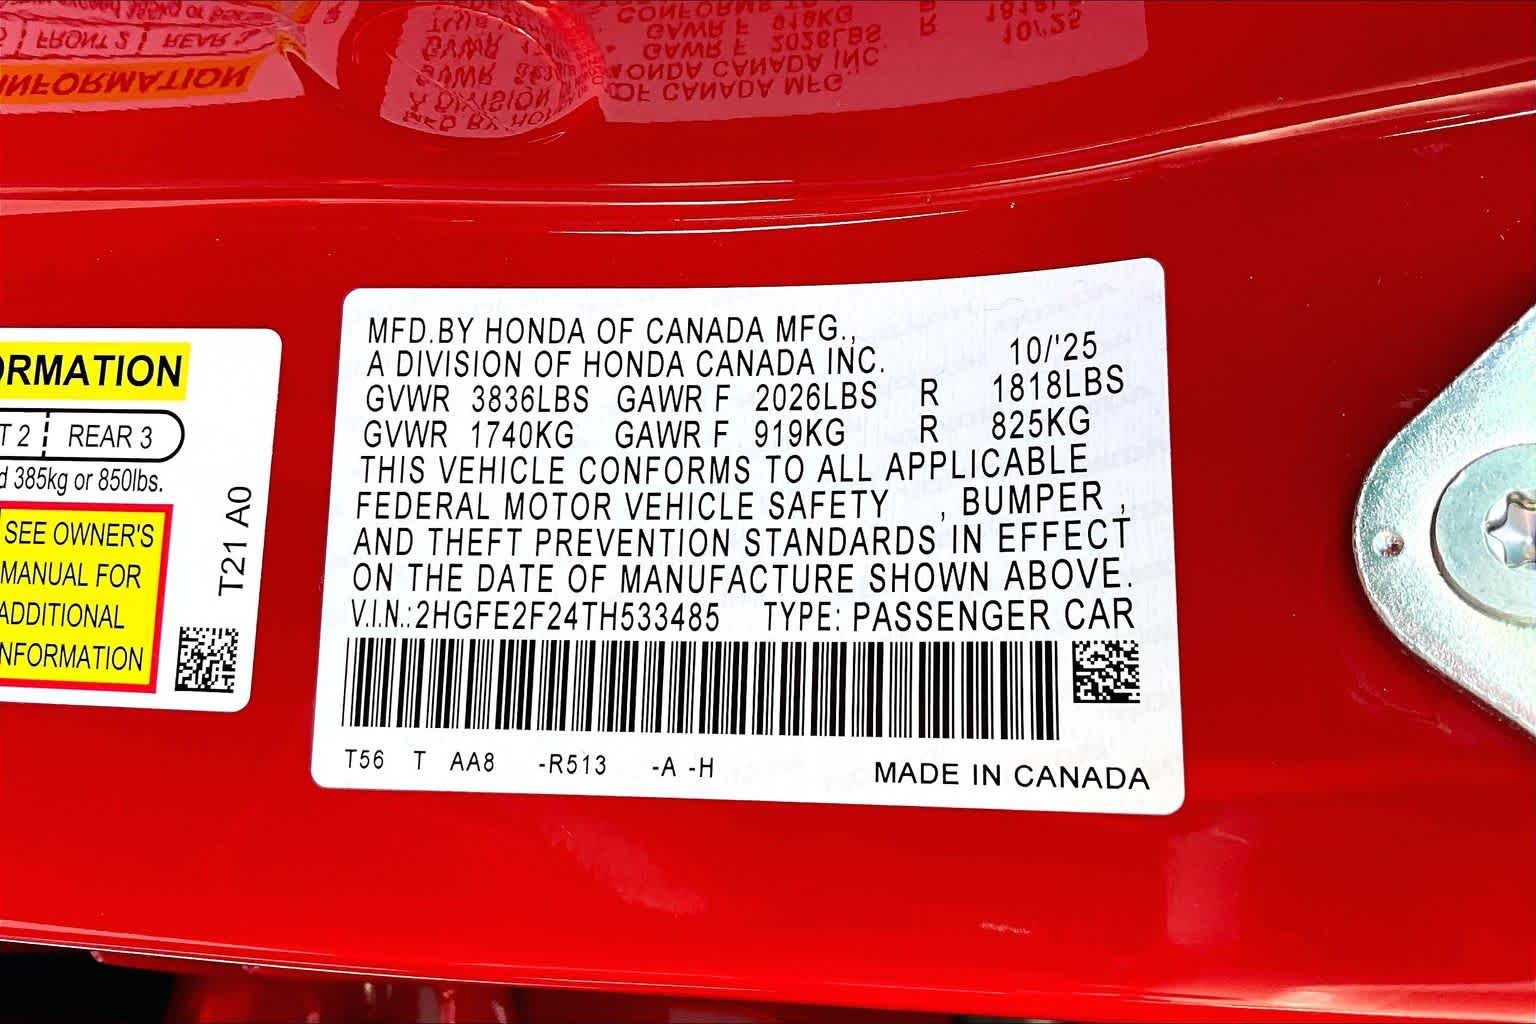 MFD.BY HONDA OF CANADA MFG.,
A DIVISION OF HONDA CANADA INC. 10/'25
GVWR 3836LBS GAWR F 2026LBS R 1818LBS
GVWR 1740KG GAWR F 919KG R 825KG
THIS VEHICLE CONFORMS TO ALL APPLICABLE
FEDERAL MOTOR VEHICLE SAFETY , BUMPER ,
AND THEFT PREVENTION STANDARDS IN EFFECT
ON THE DATE OF MANUFACTURE SHOWN ABOVE.
V.I.N.:2HGFE2F24TH533485 TYPE: PASSENGER CAR
T56 T AA8 -R513 -A -H
MADE IN CANADA
ORMATION
T 2 REAR 3
d 385kg or 850lbs.
SEE OWNER'S
MANUAL FOR
ADDITIONAL
NFORMATION
T21 A0